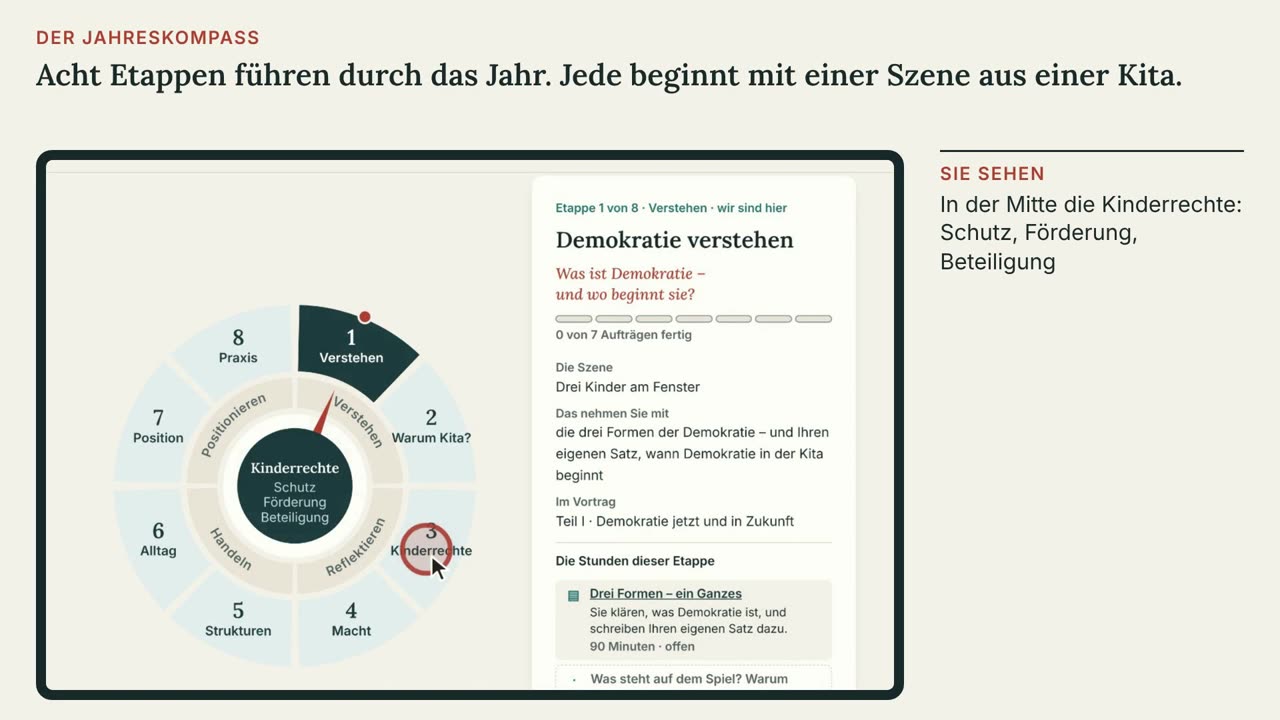 DER JAHRESKOMPASS
Acht Etappen führen durch das Jahr. Jede beginnt mit einer Szene aus einer Kita.
SIE SEHEN
In der Mitte die Kinderrechte:
Schutz, Förderung,
Beteiligung
8
Praxis
1
Verstehen
7
Position
2
Warum Kita?
6
Alltag
3
Kinderrechte
5
Strukturen
4
Macht
Positionieren
Verstehen
Handeln
Reflektieren
Kinderrechte
Schutz
Förderung
Beteiligung
Etappe 1 von 8 · Verstehen · wir sind hier
Demokratie verstehen
Was ist Demokratie –
und wo beginnt sie?
0 von 7 Aufträgen fertig
Die Szene
Drei Kinder am Fenster
Das nehmen Sie mit
die drei Formen der Demokratie – und Ihren
eigenen Satz, wann Demokratie in der Kita
beginnt
Im Vortrag
Teil I · Demokratie jetzt und in Zukunft
Die Stunden dieser Etappe
Drei Formen – ein Ganzes
Sie klären, was Demokratie ist, und
schreiben Ihren eigenen Satz dazu.
90 Minuten · offen
Was steht auf dem Spiel? Warum